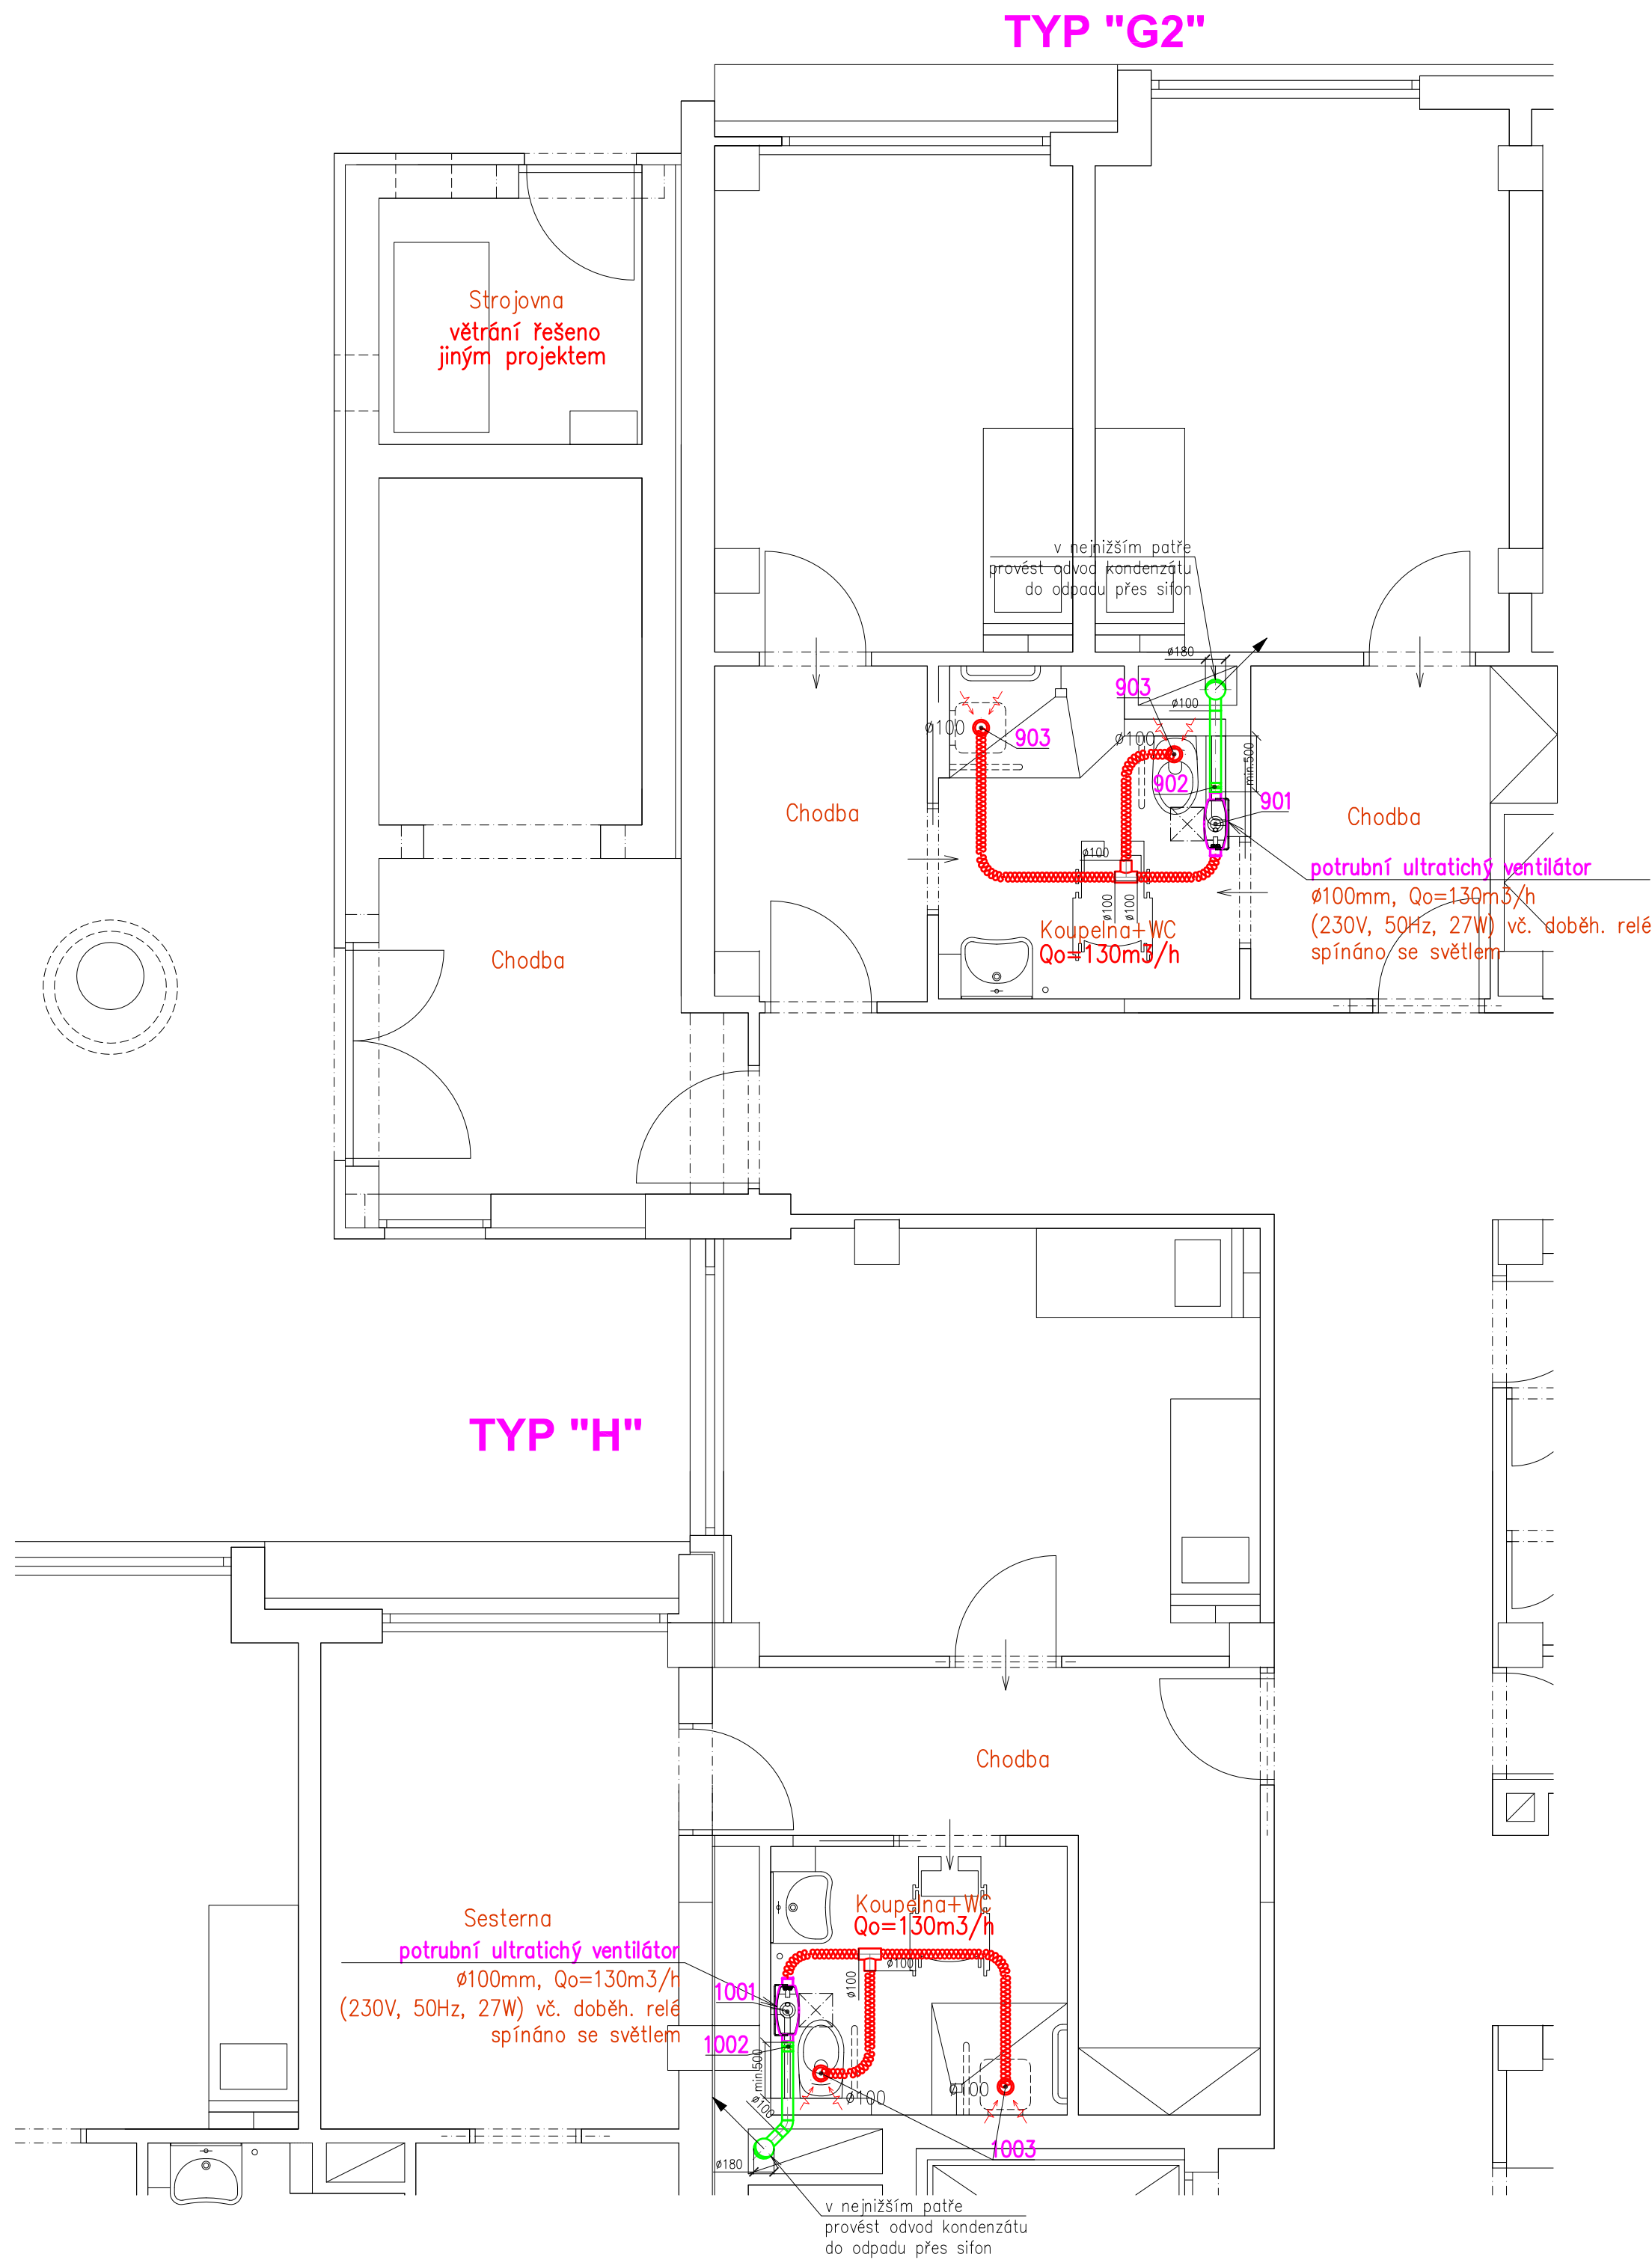 TYP "G2"
Strojovna
větrání řešeno
jiným projektem
v nejnižším patře
provést odvod kondenzátu
do odpadu přes sifon
ø180
903
ø100
ø100
903
ø100
min.500
902
901
Chodba
Chodba
ø100
potrubní ultratichý ventilátor
ø100mm, Qo=130m3/h
(230V, 50Hz, 27W) vč. doběh. relé
spínáno se světlem
ø100
ø100
Koupelna+WC
Qo=130m3/h
Chodba
TYP "H"
Chodba
Koupelna+WC
Qo=130m3/h
Sesterna
potrubní ultratichý ventilátor
ø100mm, Qo=130m3/h
(230V, 50Hz, 27W) vč. doběh. relé
spínáno se světlem
ø100
ø100
1001
1002
min.500
ø100
ø100
ø100
1003
ø180
v nejnižším patře
provést odvod kondenzátu
do odpadu přes sifon